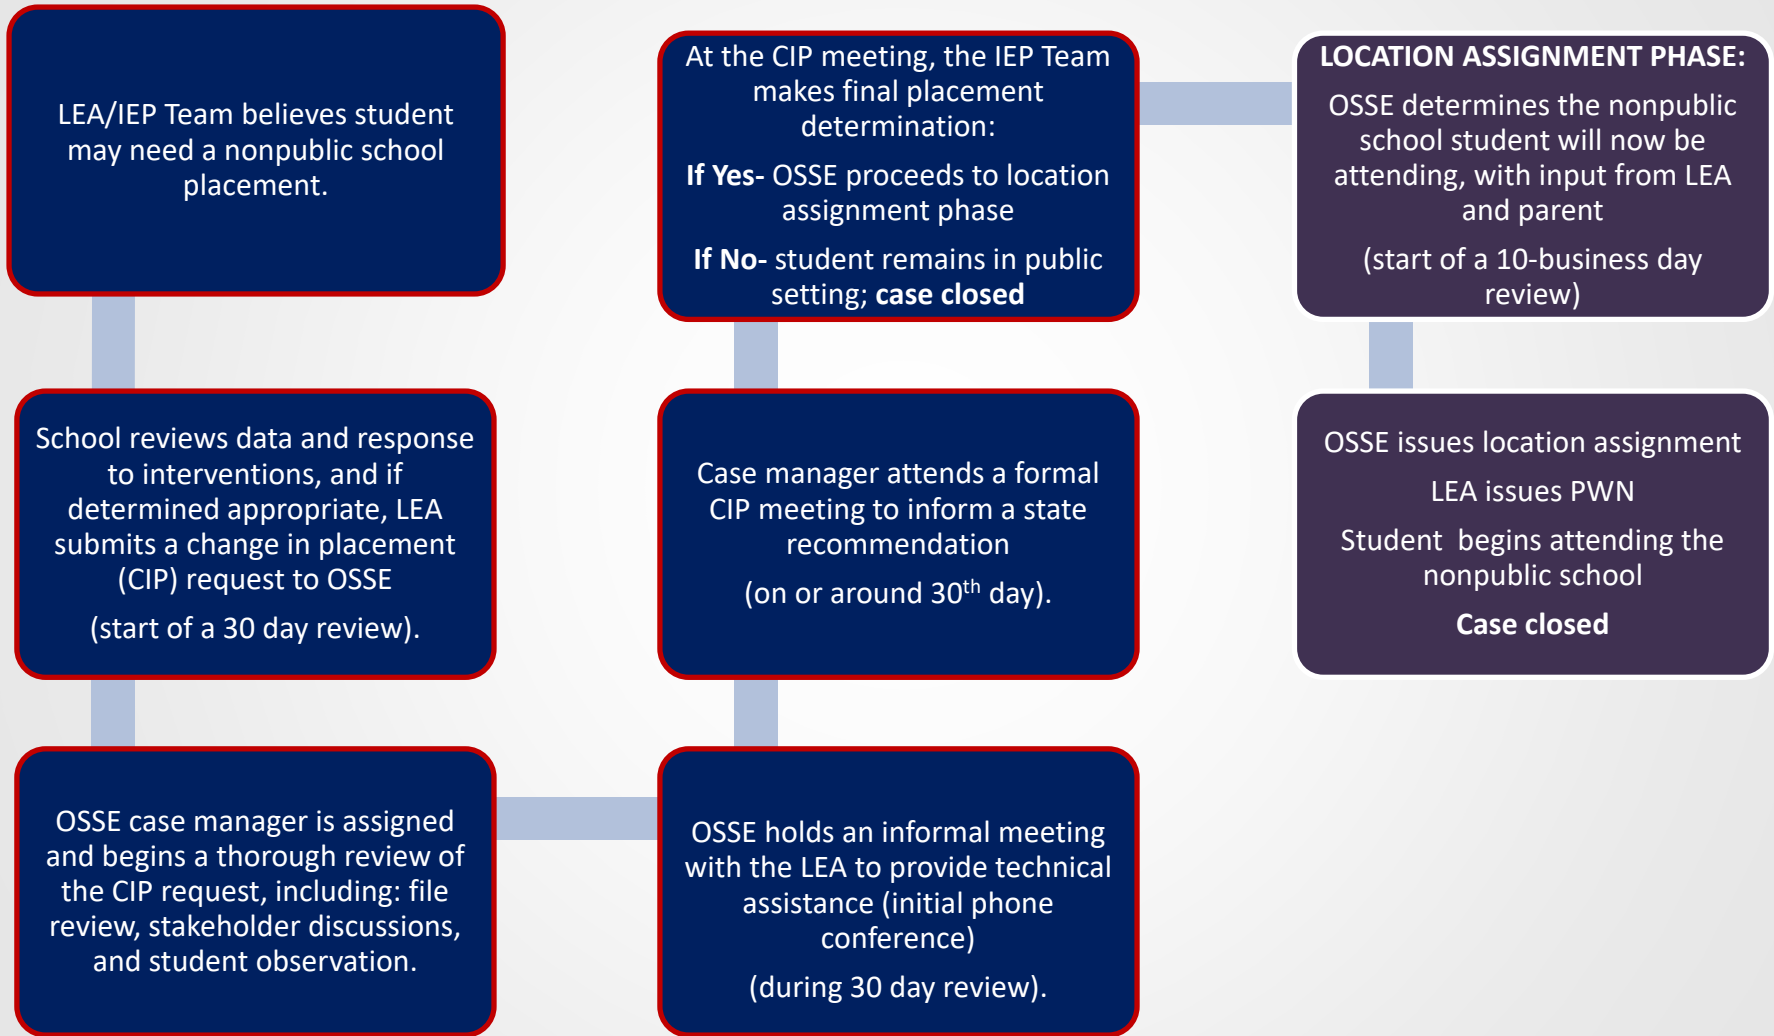 LEA/IEP Team believes student
may need a nonpublic school
placement.
School reviews data and response
to interventions, and if
determined appropriate, LEA
submits a change in placement
(CIP) request to OSSE
(start of a 30 day review).
OSSE case manager is assigned
and begins a thorough review of
the CIP request, including: file
review, stakeholder discussions,
and student observation.
OSSE holds an informal meeting
with the LEA to provide technical
assistance (initial phone
conference)
(during 30 day review).
Case manager attends a formal
CIP meeting to inform a state
recommendation
(on or around 30th day).
At the CIP meeting, the IEP Team
makes final placement
determination:
If Yes- OSSE proceeds to location
assignment phase
If No- student remains in public
setting; case closed
LOCATION ASSIGNMENT PHASE:
OSSE determines the nonpublic
school student will now be
attending, with input from LEA
and parent
(start of a 10-business day
review)
OSSE issues location assignment
LEA issues PWN
Student begins attending the
nonpublic school
Case closed